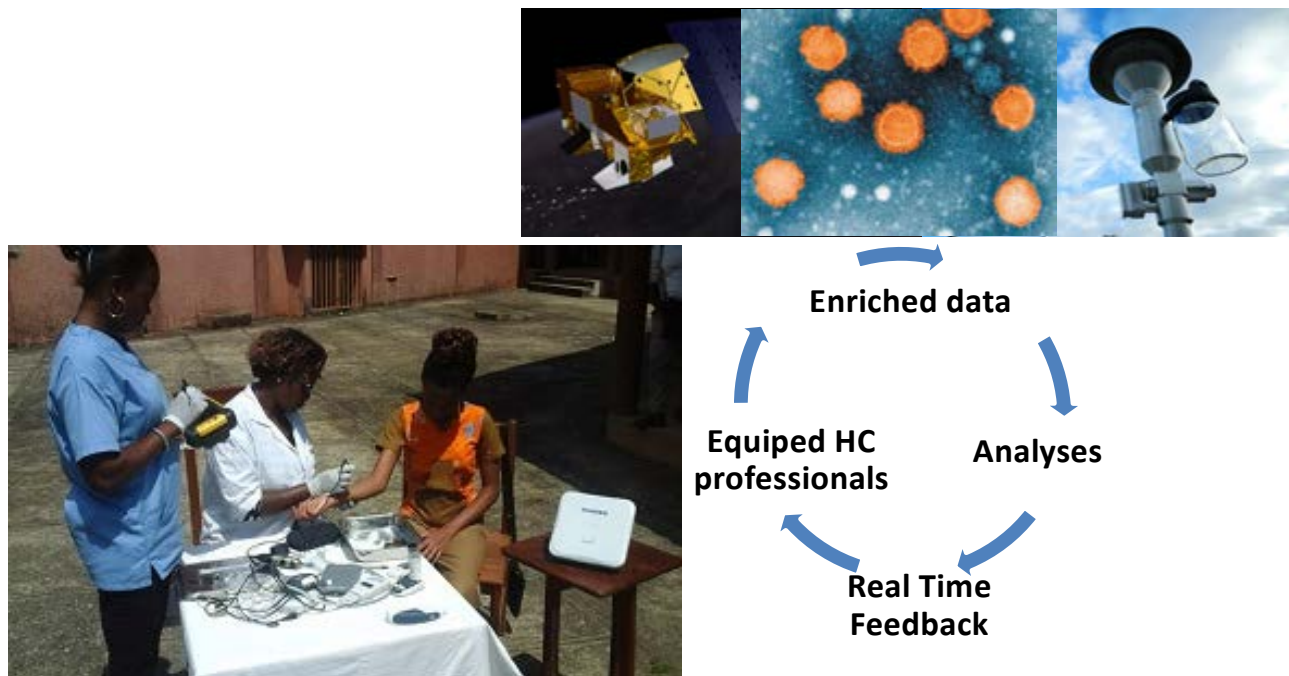 Enriched data
Equiped HC
professionals
Analyses
Real Time
Feedback